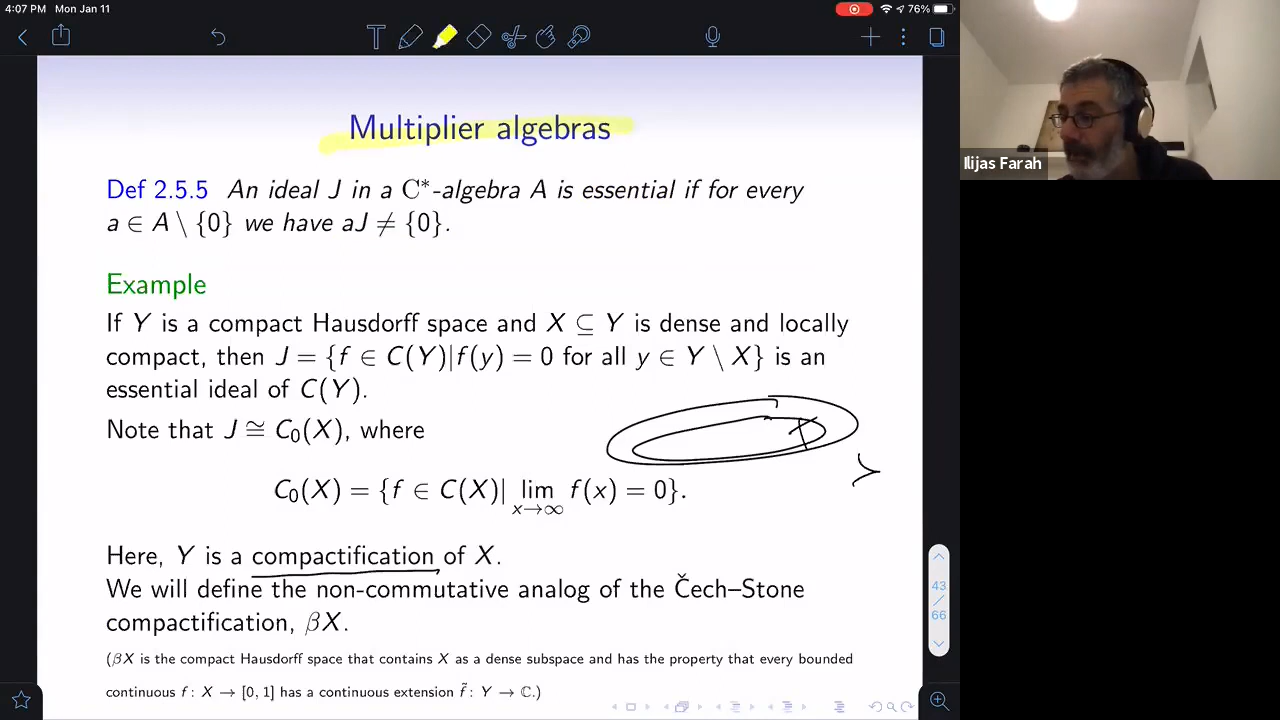 4:07 PM Mon Jan 11
76%
Multiplier algebras
Def 2.5.5 An ideal J in a C*-algebra A is essential if for every
a ∈ A \ {0} we have aJ ≠ {0}.
Example
If Y is a compact Hausdorff space and X ⊆ Y is dense and locally
compact, then J = {f ∈ C(Y)|f(y) = 0 for all y ∈ Y \ X} is an
essential ideal of C(Y).
Note that J ≅ C₀(X), where
C₀(X) = {f ∈ C(X)| lim f(x) = 0}.
x→∞
Here, Y is a compactification of X.
We will define the non-commutative analog of the Čech–Stone
compactification, βX.
(βX is the compact Hausdorff space that contains X as a dense subspace and has the property that every bounded
continuous f : X → [0, 1] has a continuous extension f̃ : Y → ℂ.)
43
/
66
Ilijas Farah